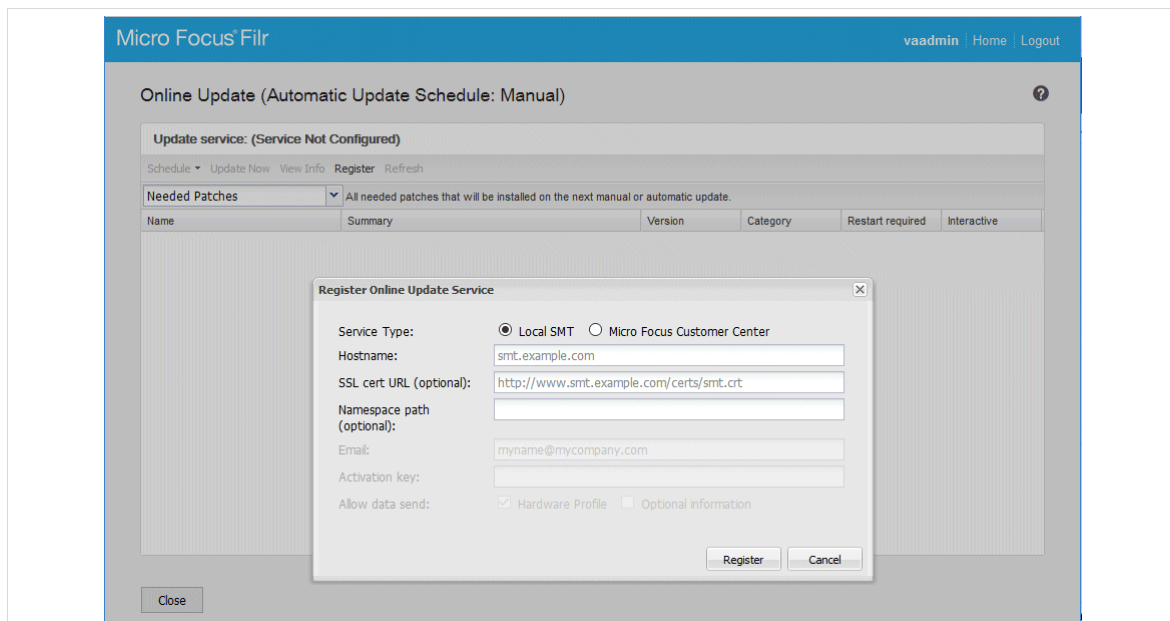 Micro Focus® Filr
vaadmin Home Logout
Online Update (Automatic Update Schedule: Manual)
?
Update service: (Service Not Configured)
Schedule Update Now View Info Register Refresh
Needed Patches All needed patches that will be installed on the next manual or automatic update.
Name Summary Version Category Restart required Interactive
Register Online Update Service
Service Type: Local SMT Micro Focus Customer Center
Hostname: smt.example.com
SSL cert URL (optional): http://www.smt.example.com/certs/smt.crt
Namespace path
(optional):
Email: myname@mycompany.com
Activation key:
Allow data send: Hardware Profile Optional information
Register Cancel
Close